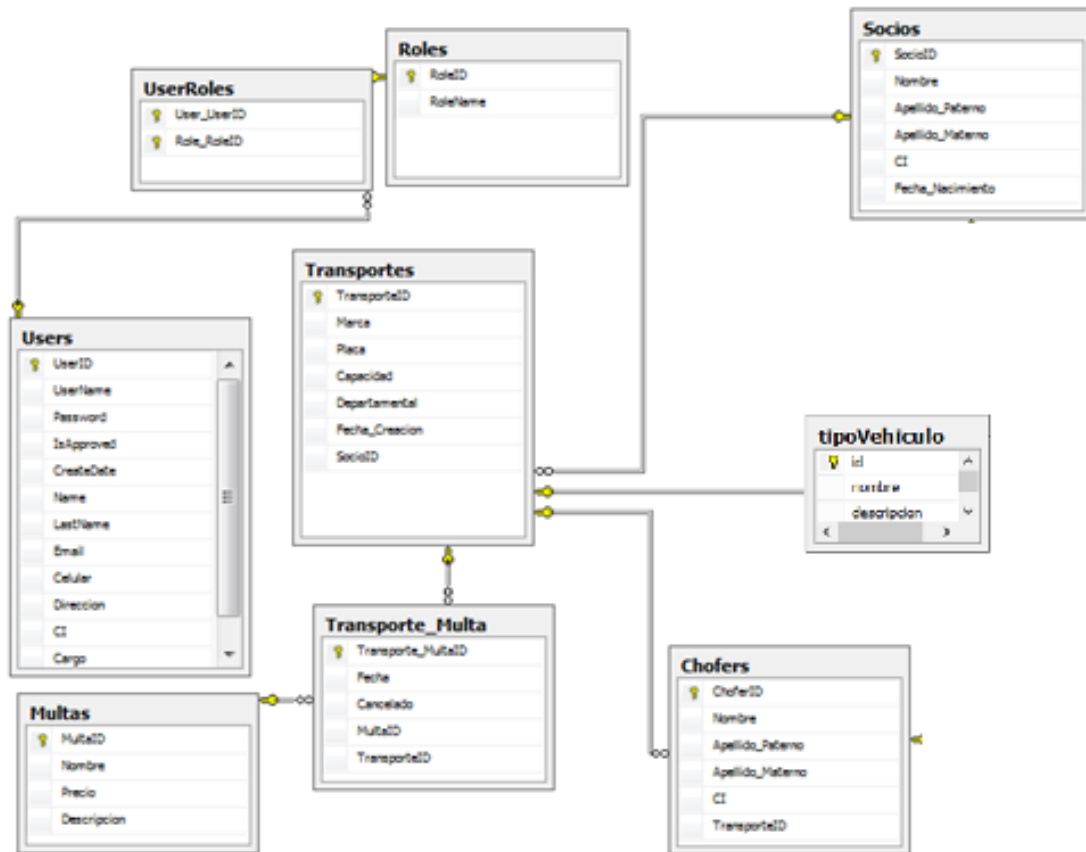 Roles
RoleID
RoleName
UserRoles
User_UserID
Role_RoleID
Socios
SocioID
Nombre
Apellido_Paterno
Apellido_Materno
CI
Fecha_Nacimiento
Transportes
TransporteID
Marca
Placa
Capacidad
Departamental
Fecha_Creacion
SocioID
Users
UserID
UserName
Password
IsApproved
CreateDate
Name
LastName
Email
Celular
Direccion
CI
Cargo
tipoVehiculo
id
nombre
descripcion
Transporte_Multa
Transporte_MultaID
Fecha
Cancelado
MultaID
TransporteID
Chofers
ChoferID
Nombre
Apellido_Paterno
Apellido_Materno
CI
TransporteID
Multas
MultaID
Nombre
Precio
Descripcion